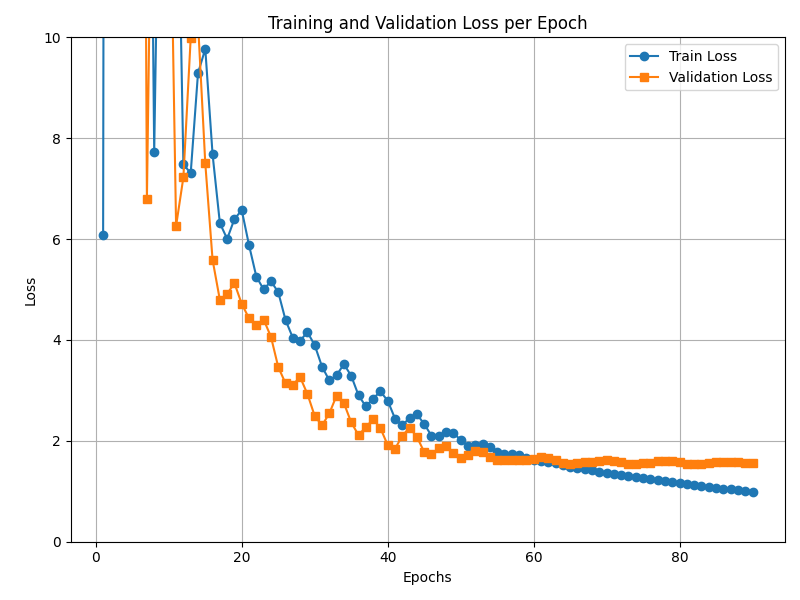 Training and Validation Loss per Epoch
Train Loss
Validation Loss
10
8
6
4
2
0
Loss
0 20 40 60 80
Epochs